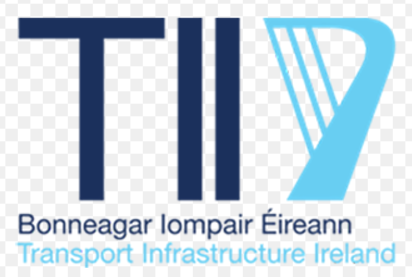 TII
Bonneagar Iompair Éireann
Transport Infrastructure Ireland